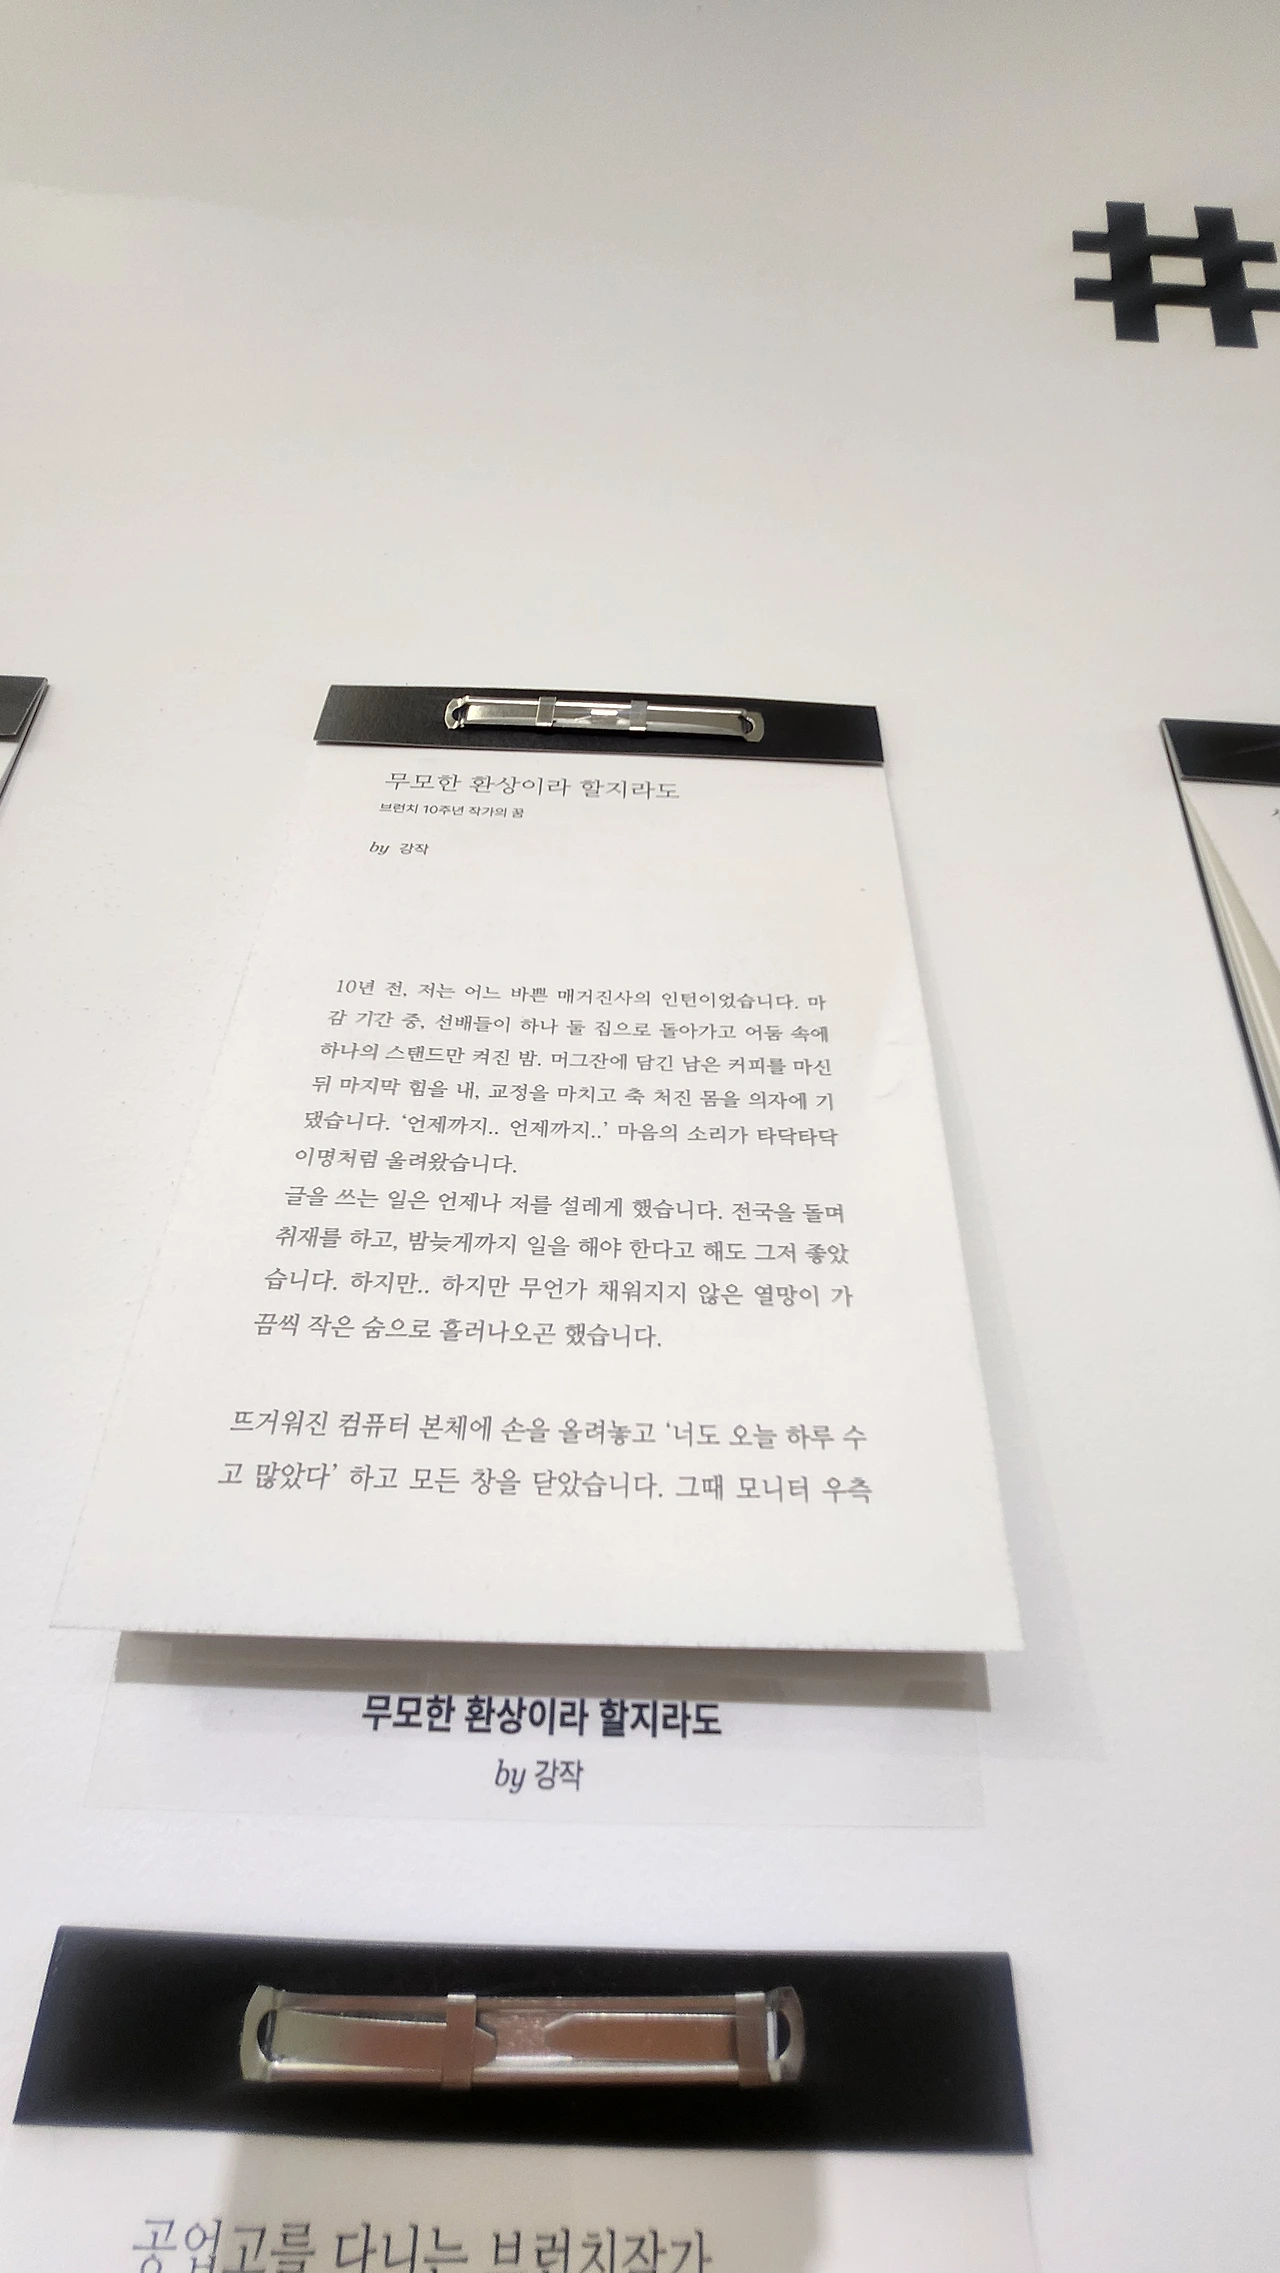 #
무모한 환상이라 할지라도
브런치 10주년 작가의 꿈
by 강작
10년 전, 저는 어느 바쁜 매거진사의 인턴이었습니다. 마
감 기간 중, 선배들이 하나 둘 집으로 돌아가고 어둠 속에
하나의 스탠드만 켜진 밤. 머그잔에 담긴 남은 커피를 마신
뒤 마지막 힘을 내, 교정을 마치고 축 처진 몸을 의자에 기
댔습니다. ‘언제까지.. 언제까지..’ 마음의 소리가 타닥타닥
이명처럼 울려왔습니다.
글을 쓰는 일은 언제나 저를 설레게 했습니다. 전국을 돌며
취재를 하고, 밤늦게까지 일을 해야 한다고 해도 그저 좋았
습니다. 하지만.. 하지만 무언가 채워지지 않은 열망이 가
끔씩 작은 숨으로 흘러나오곤 했습니다.
뜨거워진 컴퓨터 본체에 손을 올려놓고 ‘너도 오늘 하루 수
고 많았다’ 하고 모든 창을 닫았습니다. 그때 모니터 우측
무모한 환상이라 할지라도
by 강작
공업고를 다니는 브런치작가